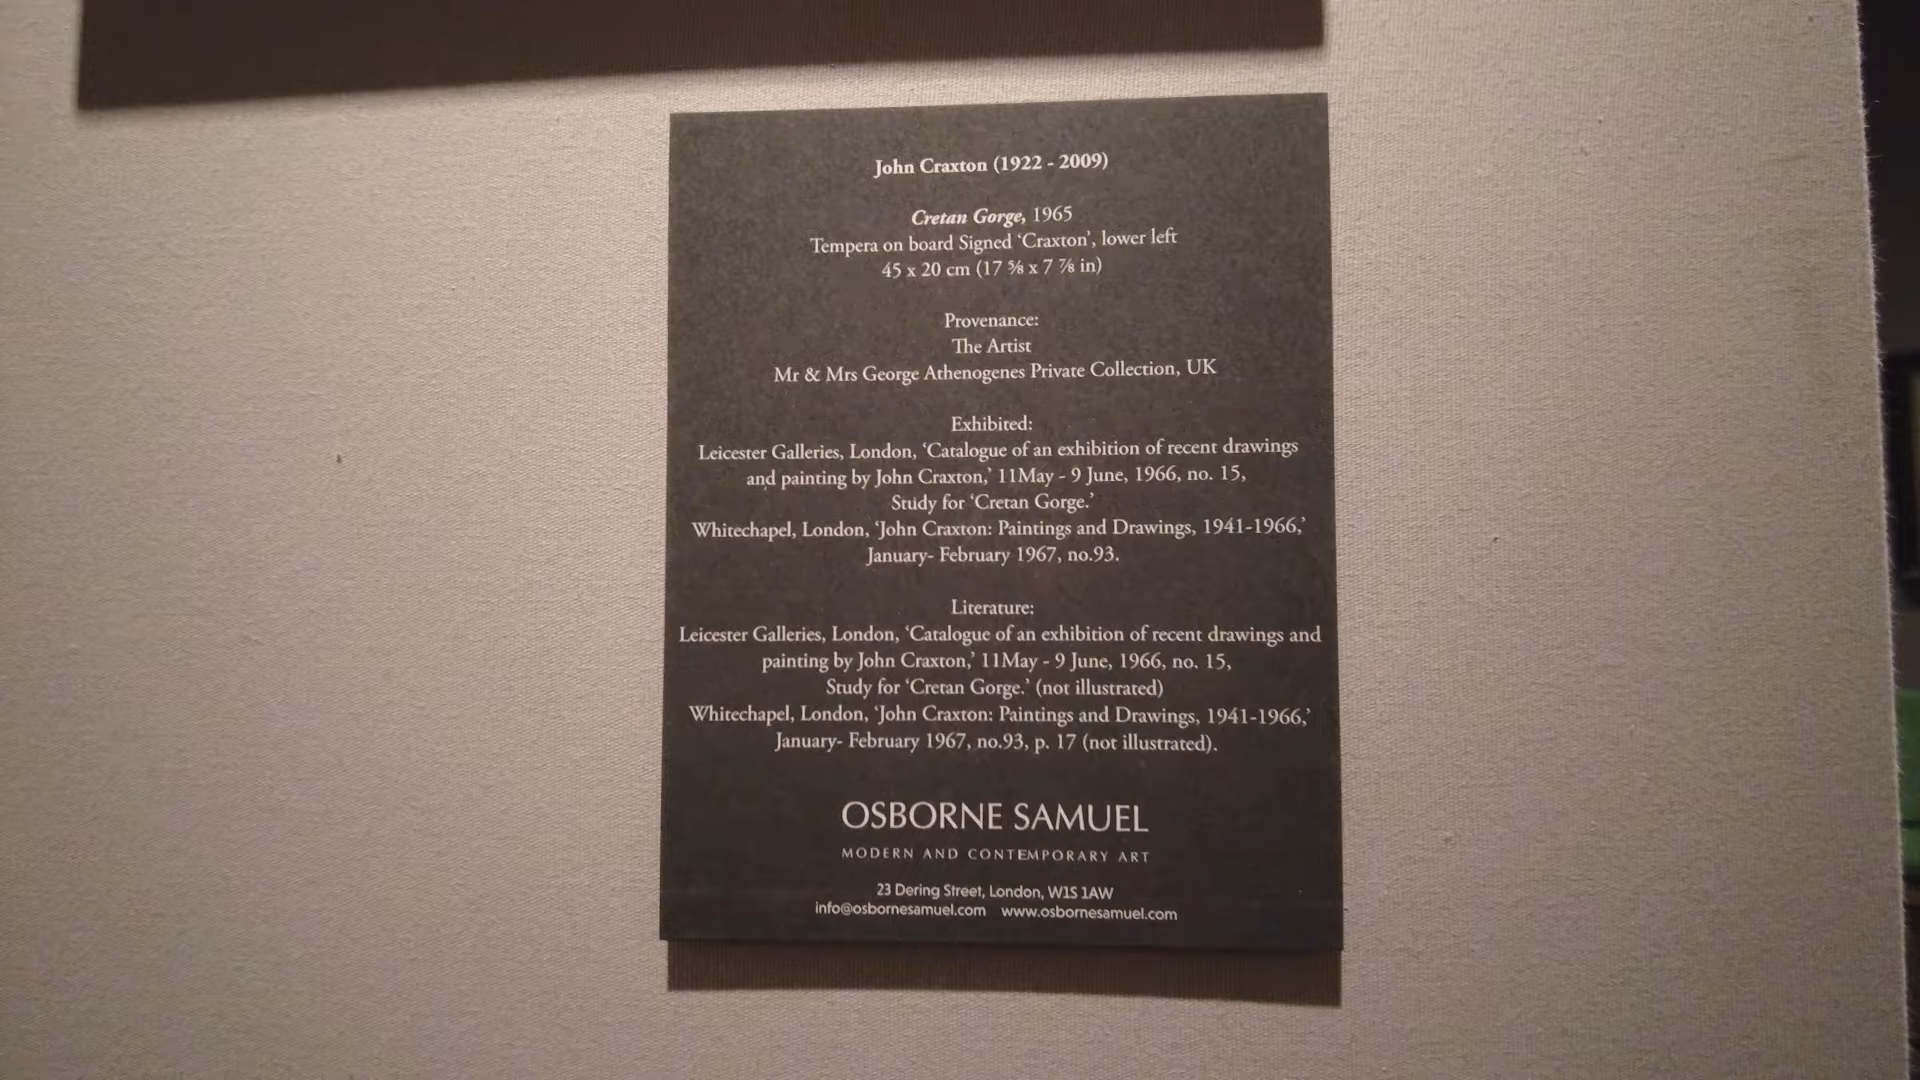 John Craxton (1922 - 2009)
Cretan Gorge, 1965
Tempera on board Signed ‘Craxton’, lower left
45 x 20 cm (17 ⅝ x 7 ⅞ in)
Provenance:
The Artist
Mr & Mrs George Athenogenes Private Collection, UK
Exhibited:
Leicester Galleries, London, ‘Catalogue of an exhibition of recent drawings
and painting by John Craxton,’ 11May - 9 June, 1966, no. 15,
Study for ‘Cretan Gorge.’
Whitechapel, London, ‘John Craxton: Paintings and Drawings, 1941-1966,’
January- February 1967, no.93.
Literature:
Leicester Galleries, London, ‘Catalogue of an exhibition of recent drawings and
painting by John Craxton,’ 11May - 9 June, 1966, no. 15,
Study for ‘Cretan Gorge.’ (not illustrated)
Whitechapel, London, ‘John Craxton: Paintings and Drawings, 1941-1966,’
January- February 1967, no.93, p. 17 (not illustrated).
OSBORNE SAMUEL
MODERN AND CONTEMPORARY ART
23 Dering Street, London, W1S 1AW
info@osbornesamuel.com www.osbornesamuel.com